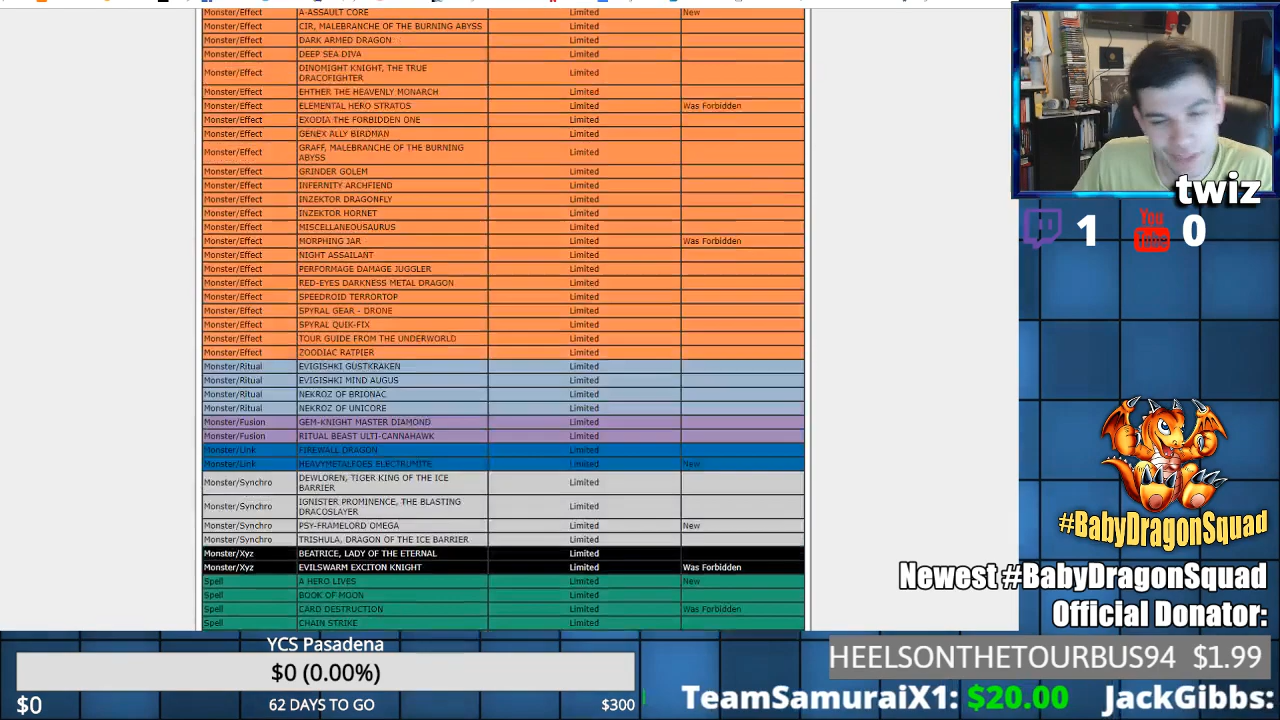 Monster/Effect A-ASSAULT CORE Limited New
Monster/Effect CIR, MALEBRANCHE OF THE BURNING ABYSS Limited
Monster/Effect DARK ARMED DRAGON Limited
Monster/Effect DEEP SEA DIVA Limited
Monster/Effect DINOMIGHT KNIGHT, THE TRUE
DRACOFIGHTER Limited
Monster/Effect EHTHER THE HEAVENLY MONARCH Limited
Monster/Effect ELEMENTAL HERO STRATOS Limited Was Forbidden
Monster/Effect EXODIA THE FORBIDDEN ONE Limited
Monster/Effect GENEX ALLY BIRDMAN Limited
Monster/Effect GRAFF, MALEBRANCHE OF THE BURNING
ABYSS Limited
Monster/Effect GRINDER GOLEM Limited
Monster/Effect INFERNITY ARCHFIEND Limited
Monster/Effect INZEKTOR DRAGONFLY Limited
Monster/Effect INZEKTOR HORNET Limited
Monster/Effect MISCELLANEOUSAURUS Limited
Monster/Effect MORPHING JAR Limited Was Forbidden
Monster/Effect NIGHT ASSAILANT Limited
Monster/Effect PERFORMAGE DAMAGE JUGGLER Limited
Monster/Effect RED-EYES DARKNESS METAL DRAGON Limited
Monster/Effect SPEEDROID TERRORTOP Limited
Monster/Effect SPYRAL GEAR - DRONE Limited
Monster/Effect SPYRAL QUIK-FIX Limited
Monster/Effect TOUR GUIDE FROM THE UNDERWORLD Limited
Monster/Effect ZOODIAC RATPIER Limited
Monster/Ritual EVIGISHKI GUSTKRAKEN Limited
Monster/Ritual EVIGISHKI MIND AUGUS Limited
Monster/Ritual NEKROZ OF BRIONAC Limited
Monster/Ritual NEKROZ OF UNICORE Limited
Monster/Fusion GEM-KNIGHT MASTER DIAMOND Limited
Monster/Fusion RITUAL BEAST ULTI-CANNAHAWK Limited
Monster/Link FIREWALL DRAGON Limited
Monster/Link HEAVYMETALFOES ELECTRUMITE Limited New
Monster/Synchro DEWLOREN, TIGER KING OF THE ICE
BARRIER Limited
Monster/Synchro IGNISTER PROMINENCE, THE BLASTING
DRACOSLAYER Limited
Monster/Synchro PSY-FRAMELORD OMEGA Limited New
Monster/Synchro TRISHULA, DRAGON OF THE ICE BARRIER Limited
Monster/Xyz BEATRICE, LADY OF THE ETERNAL Limited
Monster/Xyz EVILSWARM EXCITON KNIGHT Limited Was Forbidden
Spell A HERO LIVES Limited New
Spell BOOK OF MOON Limited
Spell CARD DESTRUCTION Limited Was Forbidden
Spell CHAIN STRIKE Limited
twiz
1 You Tube 0
#BabyDragonSquad
Newest #BabyDragonSquad
Official Donator:
HEELSONTHETOURBUS94 $1.99
YCS Pasadena
$0 (0.00%)
$0 62 DAYS TO GO $300
TeamSamuraiX1: $20.00 JackGibbs: